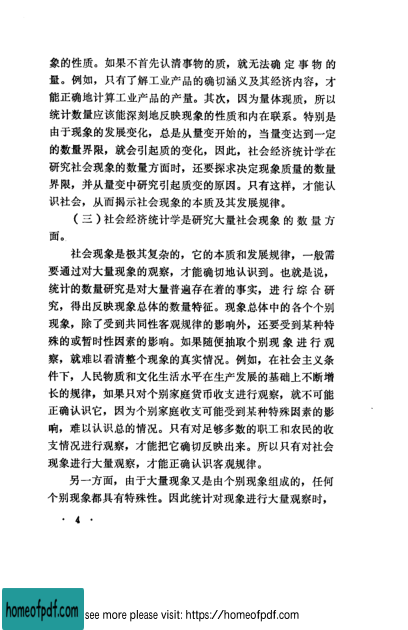 象的性质。如果不首先认清事物的质，就无法确定事物的
量。例如，只有了解工业产品的确切涵义及其经济内容，才
能正确地计算工业产品的产量。其次，因为量体现质，所以
统计数量应该能深刻地反映现象的性质和内在联系。特别是
由于现象的发展变化，总是从量变开始的，当量变达到一定
的数量界限，就会引起质的变化，因此，社会经济统计学在
研究社会现象的数量方面时，还要探求决定现象质量的数量
界限，并从量变中研究引起质变的原因。只有这样，才能认
识社会，从而揭示社会现象的本质及其发展规律。
（三）社会经济统计学是研究大量社会现象的数量方
面。
社会现象是极其复杂的，它的本质和发展规律，一般需
要通过对大量现象的观察，才能确切地认识到。也就是说，
统计的数量研究是对大量普遍存在着的事实，进行综合研
究，得出反映现象总体的数量特征。现象总体中的各个个别
现象，除了受到共同性客观规律的影响外，还要受到某种特
殊的或暂时性因素的影响。如果随便抽取个别现象进行观
察，就难以看清整个现象的真实情况。例如，在社会主义条
件下，人民物质和文化生活水平在生产发展的基础上不断增
长的规律，如果只对个别家庭货币收支进行观察，就不可能
正确认识它，因为个别家庭收支可能受到某种特殊因素的影
响，难以认识总的情况。只有对足够多数的职工和农民的收
支情况进行观察，才能把它确切反映出来。所以只有对社会
现象进行大量观察，才能正确认识客观规律。
另一方面，由于大量现象又是由个别现象组成的，任何
个别现象都具有特殊性。因此统计对现象进行大量观察时，
· 4 ·
homeofpdf.com
see more please visit: https://homeofpdf.com